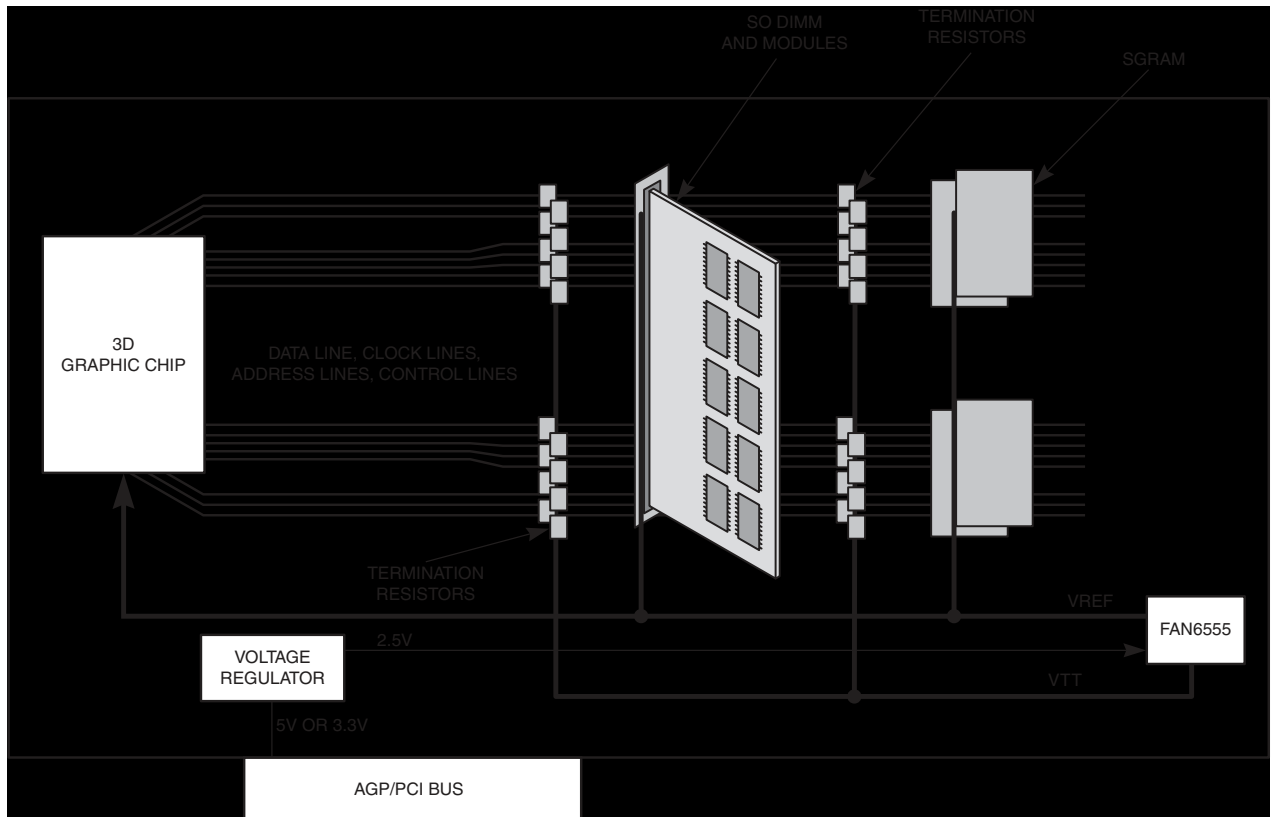 SO DIMM
AND MODULES
TERMINATION
RESISTORS
SGRAM
3D
GRAPHIC CHIP
DATA LINE, CLOCK LINES,
ADDRESS LINES, CONTROL LINES
TERMINATION
RESISTORS
VREF
FAN6555
2.5V
VOLTAGE
REGULATOR
VTT
5V OR 3.3V
AGP/PCI BUS